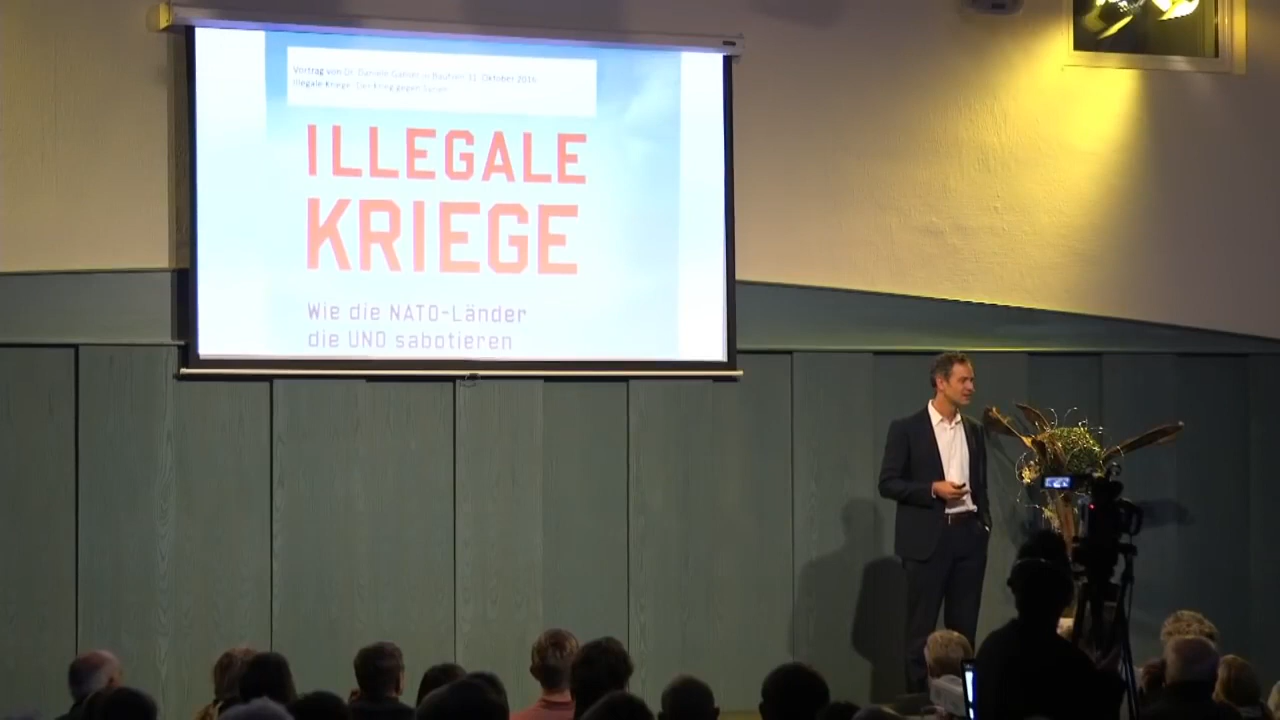 Vortrag von Dr. Daniele Ganser in Bautzen 31. Oktober 2016
Illegale Kriege: Der Krieg gegen Syrien
ILLEGALE
KRIEGE
Wie die NATO-Länder
die UNO sabotieren